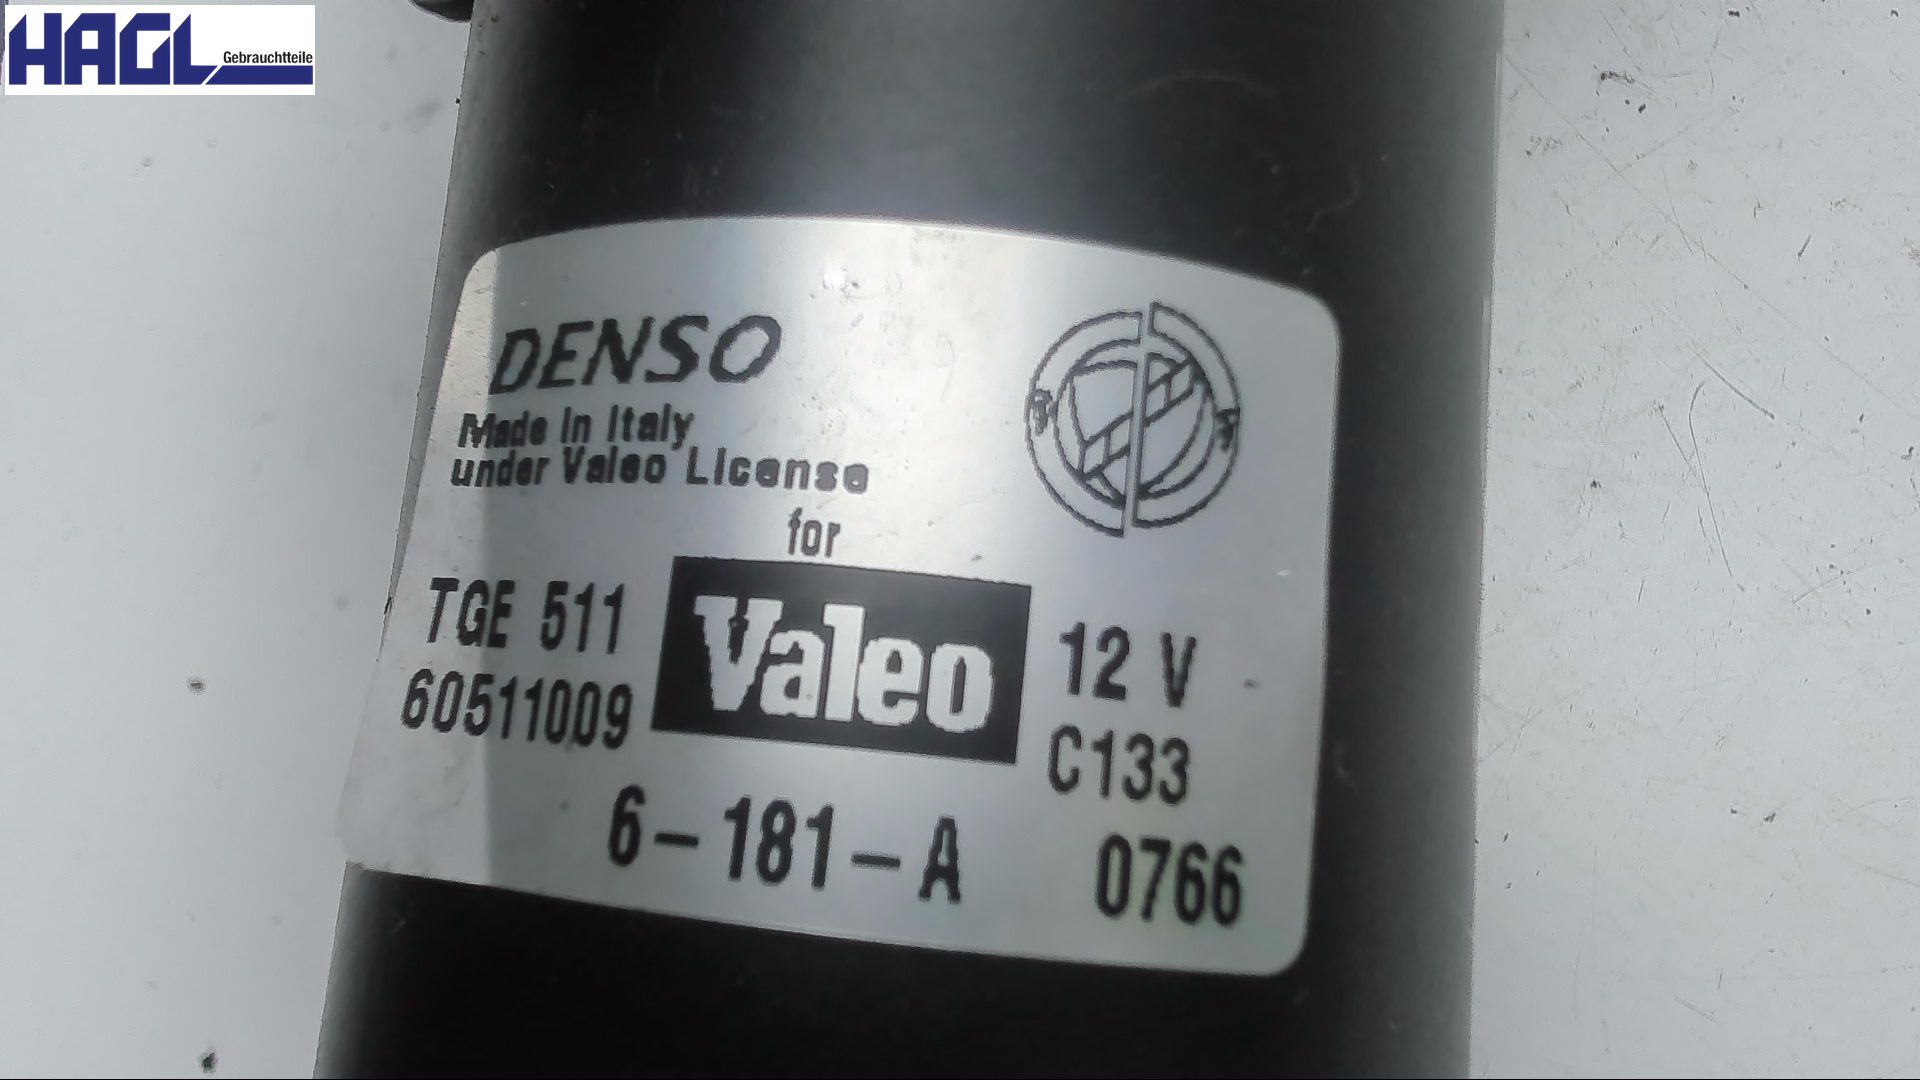 HAGL
Gebrauchtteile
DENSO
Made in Italy
under Valeo License
for
TGE 511
Valeo
12 V
60511009
C133
6-181-A
0766